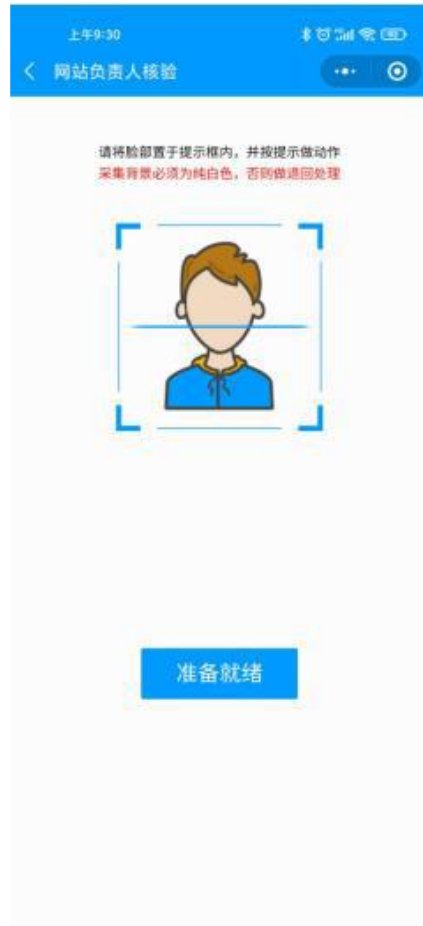 上午9:30
网站负责人核验
请将脸部置于提示框内，并按提示做动作
采集背景必须为纯白色，否则做退回处理
准备就绪